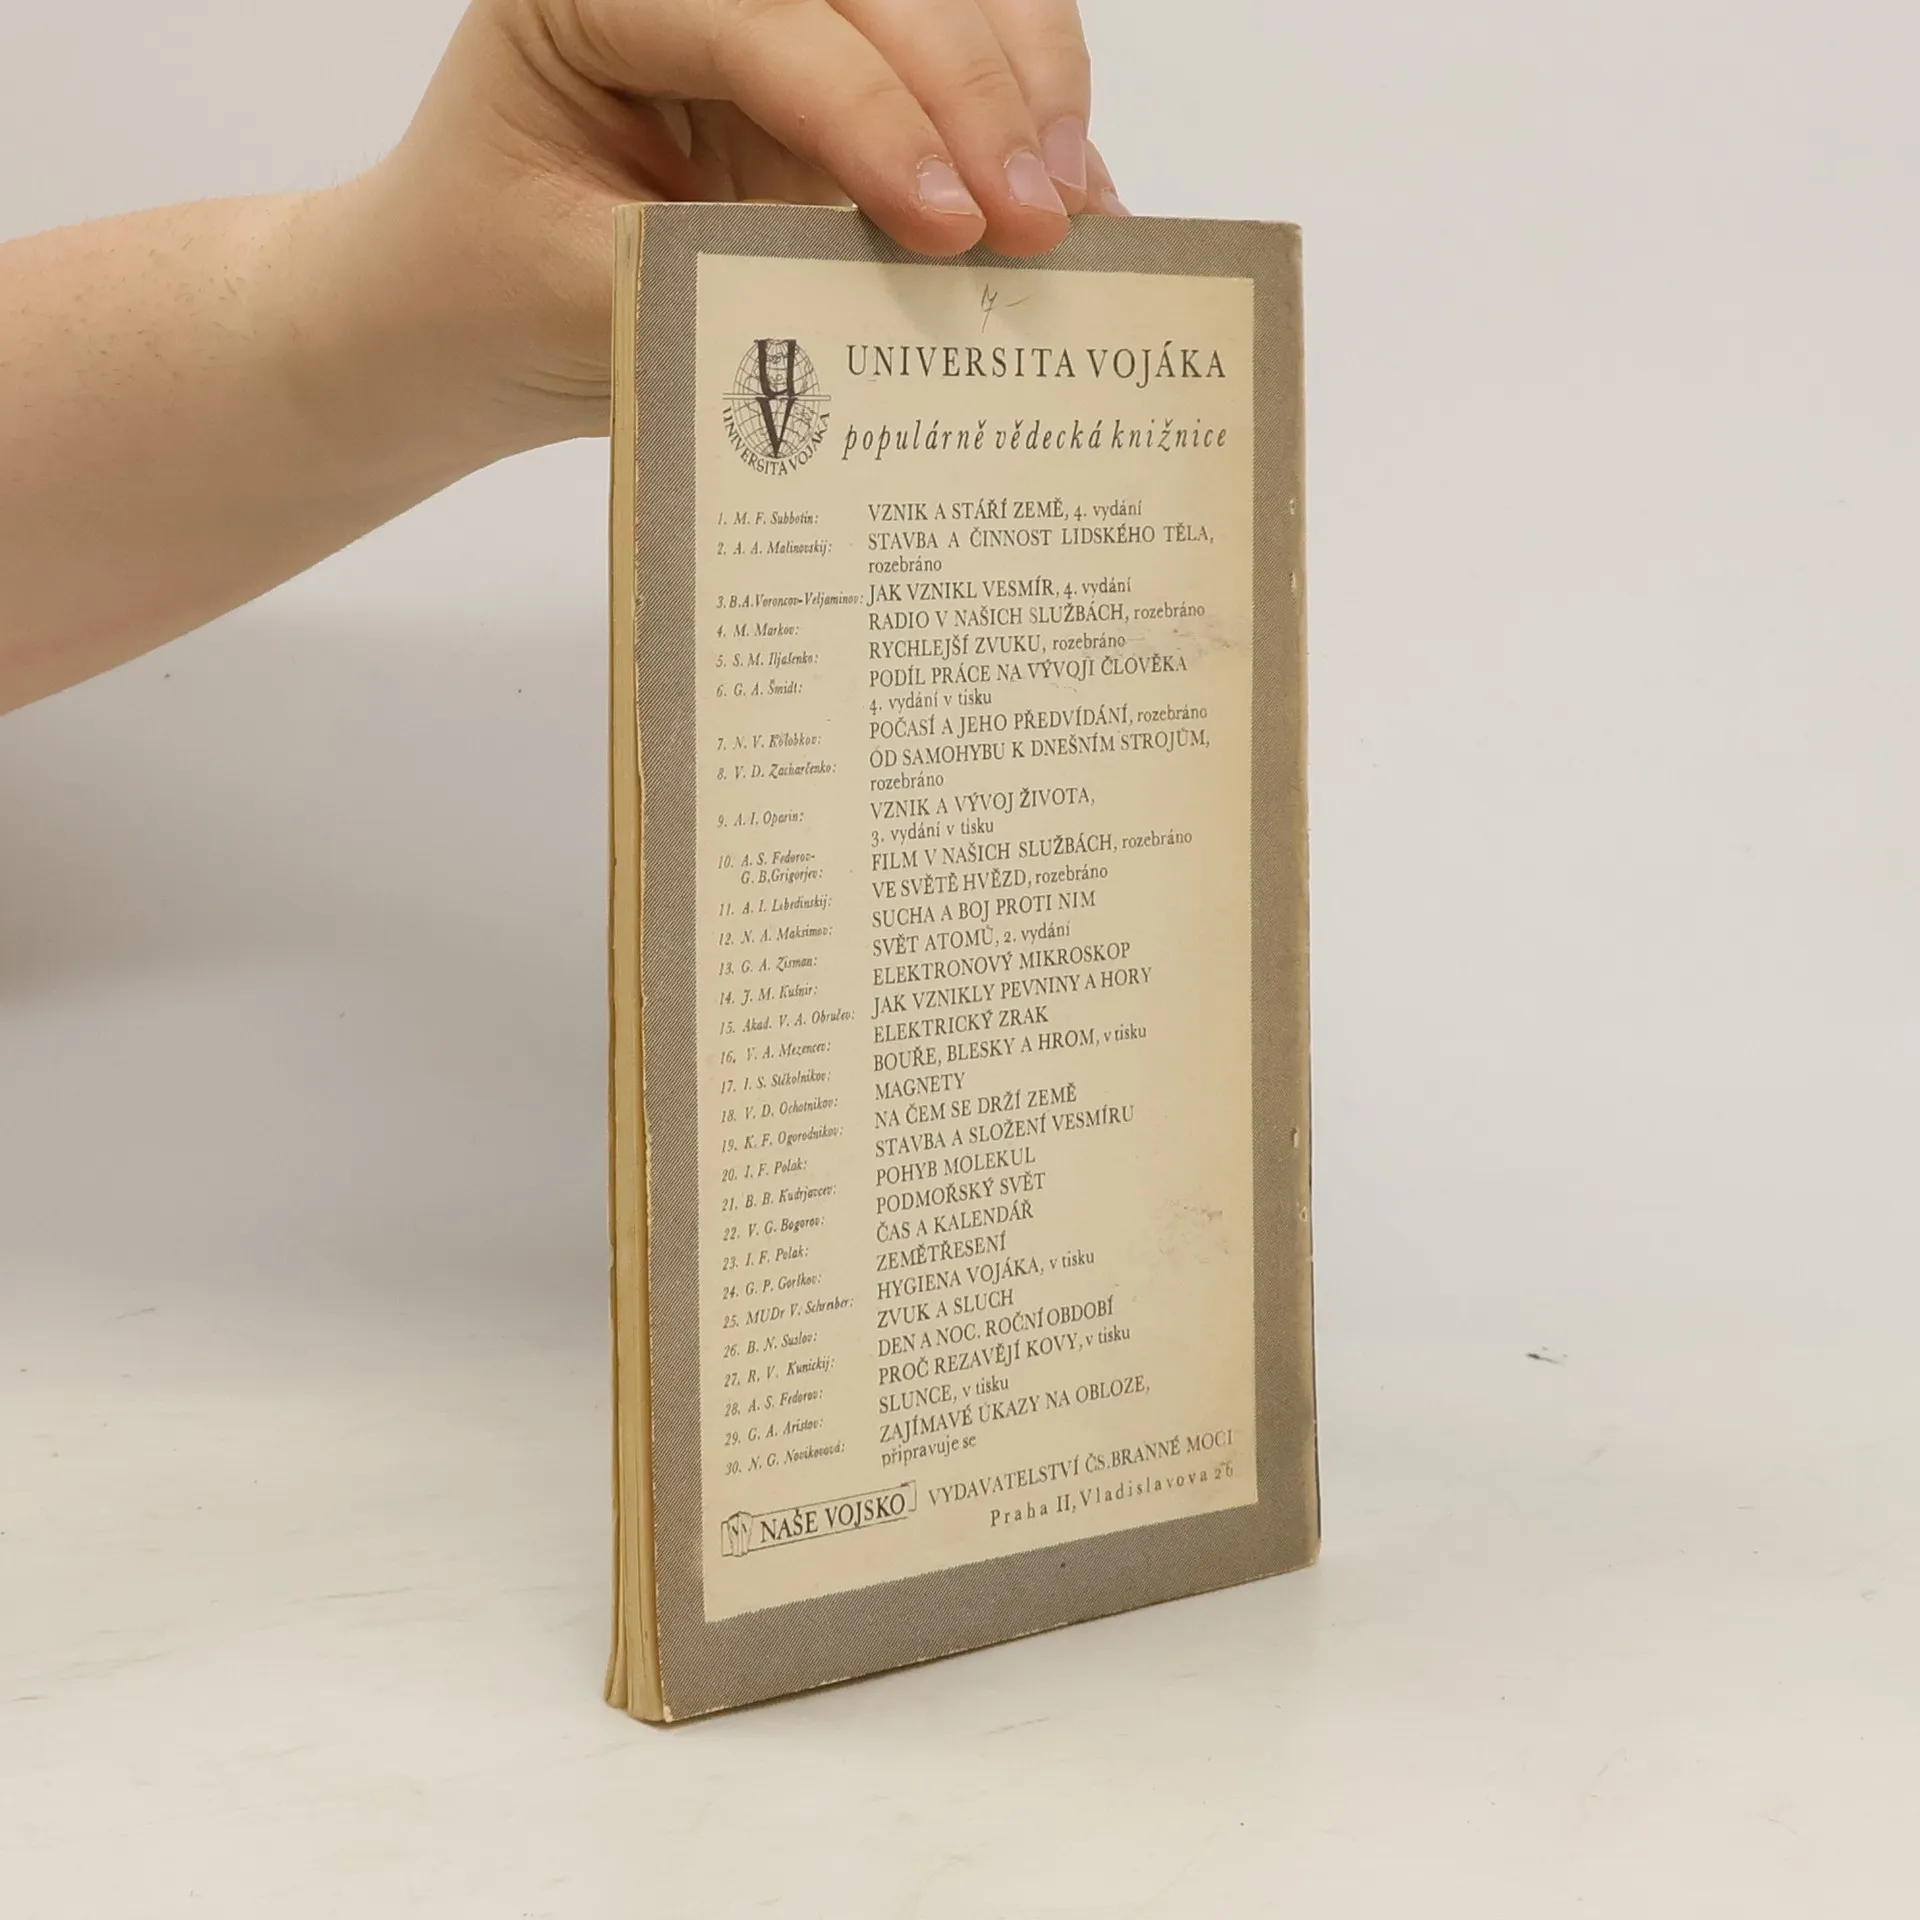 7-
UV
UNIVERSITA VOJÁKA
UNIVERSITA VOJÁKA
populárně vědecká knižnice
1. M. F. Subbotin: VZNIK A STÁŘÍ ZEMĚ, 4. vydání
2. A. A. Malinovskij: STAVBA A ČINNOST LIDSKÉHO TĚLA,
rozebráno
3. B.A.Voroncov-Veljaminov: JAK VZNIKL VESMÍR, 4. vydání
4. M. Markov: RADIO V NAŠICH SLUŽBÁCH, rozebráno
5. S. M. Iljašenko: RYCHLEJŠÍ ZVUKU, rozebráno
6. G. A. Šmidt: PODÍL PRÁCE NA VÝVOJI ČLOVĚKA
4. vydání v tisku
7. N. V. Kolobkov: POČASÍ A JEHO PŘEDVÍDÁNÍ, rozebráno
8. V. D. Zacharčenko: OD SAMOHYBU K DNEŠNÍM STROJŮM,
rozebráno
9. A. I. Oparin: VZNIK A VÝVOJ ŽIVOTA,
3. vydání v tisku
10. A. S. Fedorov-
G. B. Grigorjev: FILM V NAŠICH SLUŽBÁCH, rozebráno
11. A. I. Lebedinskij: VE SVĚTĚ HVĚZD, rozebráno
12. N. A. Maksimov: SUCHA A BOJ PROTI NIM
13. G. A. Zisman: SVĚT ATOMŮ, 2. vydání
14. J. M. Kušnir: ELEKTRONOVÝ MIKROSKOP
15. Akad. V. A. Obručev: JAK VZNIKLY PEVNINY A HORY
16. V. A. Mezencev: ELEKTRICKÝ ZRAK
17. I. S. Stěkolnikov: BOUŘE, BLESKY A HROM, v tisku
18. V. D. Ochotnikov: MAGNETY
19. K. F. Ogorodnikov: NA ČEM SE DRŽÍ ZEMĚ
20. I. F. Polak: STAVBA A SLOŽENÍ VESMÍRU
21. B. B. Kudrjavcev: POHYB MOLEKUL
22. V. G. Bogorov: PODMOŘSKÝ SVĚT
23. I. F. Polak: ČAS A KALENDÁŘ
24. G. P. Gorškov: ZEMĚTŘESENÍ
25. MUDr V. Schreiber: HYGIENA VOJÁKA, v tisku
26. B. N. Suslov: ZVUK A SLUCH
27. R. V. Kunickij: DEN A NOC. ROČNÍ OBDOBÍ
28. A. S. Fedorov: PROČ REZAVĚJÍ KOVY, v tisku
29. G. A. Aristov: SLUNCE, v tisku
30. N. G. Novikovová: ZAJÍMAVÉ ÚKAZY NA OBLOZE,
připravuje se
NAŠE VOJSKO VYDAVATELSTVÍ ČS.BRANNÉ MOCI
Praha II, Vladislavova 26